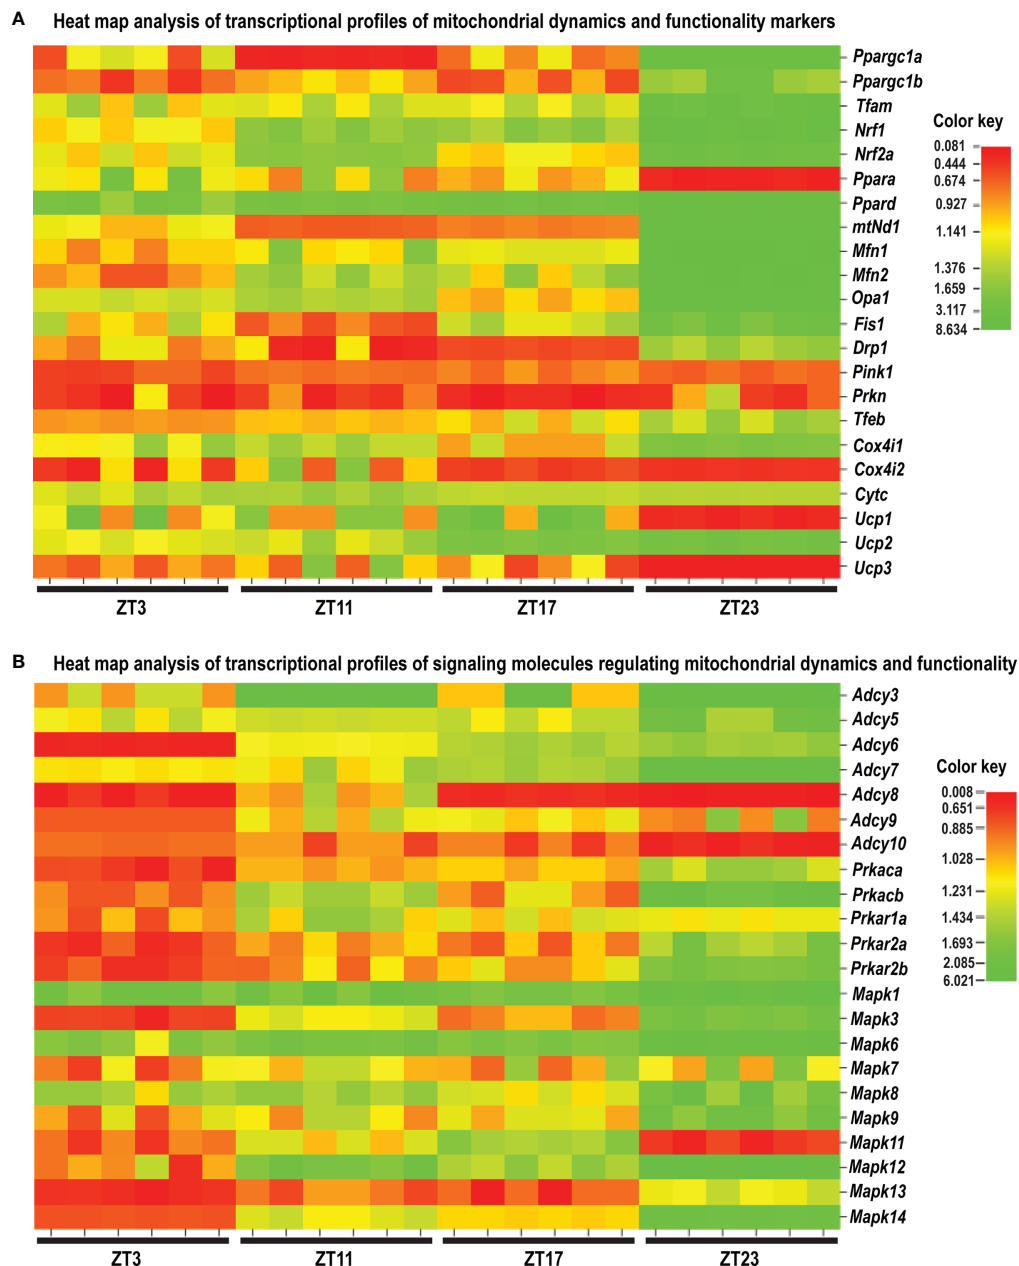 A Heat map analysis of transcriptional profiles of mitochondrial dynamics and functionality markers
Ppargc1a
Ppargc1b
Tfam
Nrf1
Nrf2a
Ppara
Ppard
mtNd1
Mfn1
Mfn2
Opa1
Fis1
Drp1
Pink1
Prkn
Tfeb
Cox4i1
Cox4i2
Cytc
Ucp1
Ucp2
Ucp3
Color key
0.081
0.444
0.674
0.927
1.141
1.376
1.659
3.117
8.634
ZT3 ZT11 ZT17 ZT23
B Heat map analysis of transcriptional profiles of signaling molecules regulating mitochondrial dynamics and functionality
Adcy3
Adcy5
Adcy6
Adcy7
Adcy8
Adcy9
Adcy10
Prkaca
Prkacb
Prkar1a
Prkar2a
Prkar2b
Mapk1
Mapk3
Mapk6
Mapk7
Mapk8
Mapk9
Mapk11
Mapk12
Mapk13
Mapk14
Color key
0.008
0.651
0.885
1.028
1.231
1.434
1.693
2.085
6.021
ZT3 ZT11 ZT17 ZT23